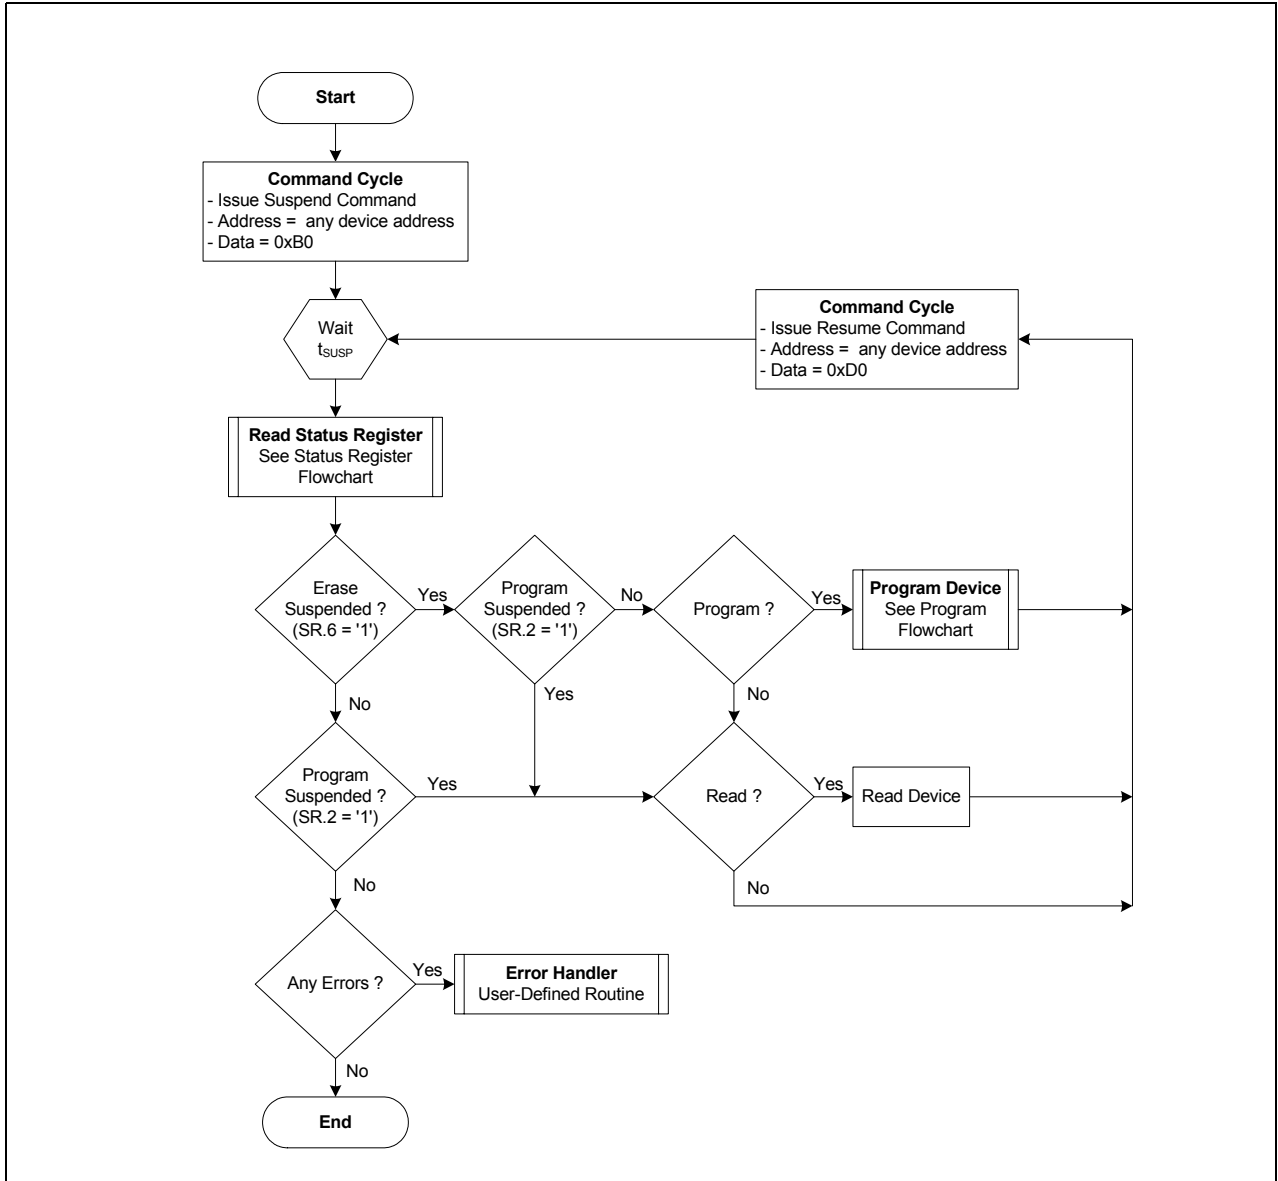 Start
Command Cycle
- Issue Suspend Command
- Address =  any device address
- Data = 0xB0
Wait
tSUSP
Command Cycle
- Issue Resume Command
- Address =  any device address
- Data = 0xD0
Read Status Register
See Status Register
Flowchart
Erase
Suspended ?
(SR.6 = '1')
Yes
Program
Suspended ?
(SR.2 = '1')
No
Program ?
Yes
Program Device
See Program
Flowchart
No
Yes
No
Program
Suspended ?
(SR.2 = '1')
Yes
Read ?
Yes
Read Device
No
No
Any Errors ?
Yes
Error Handler
User-Defined Routine
No
End